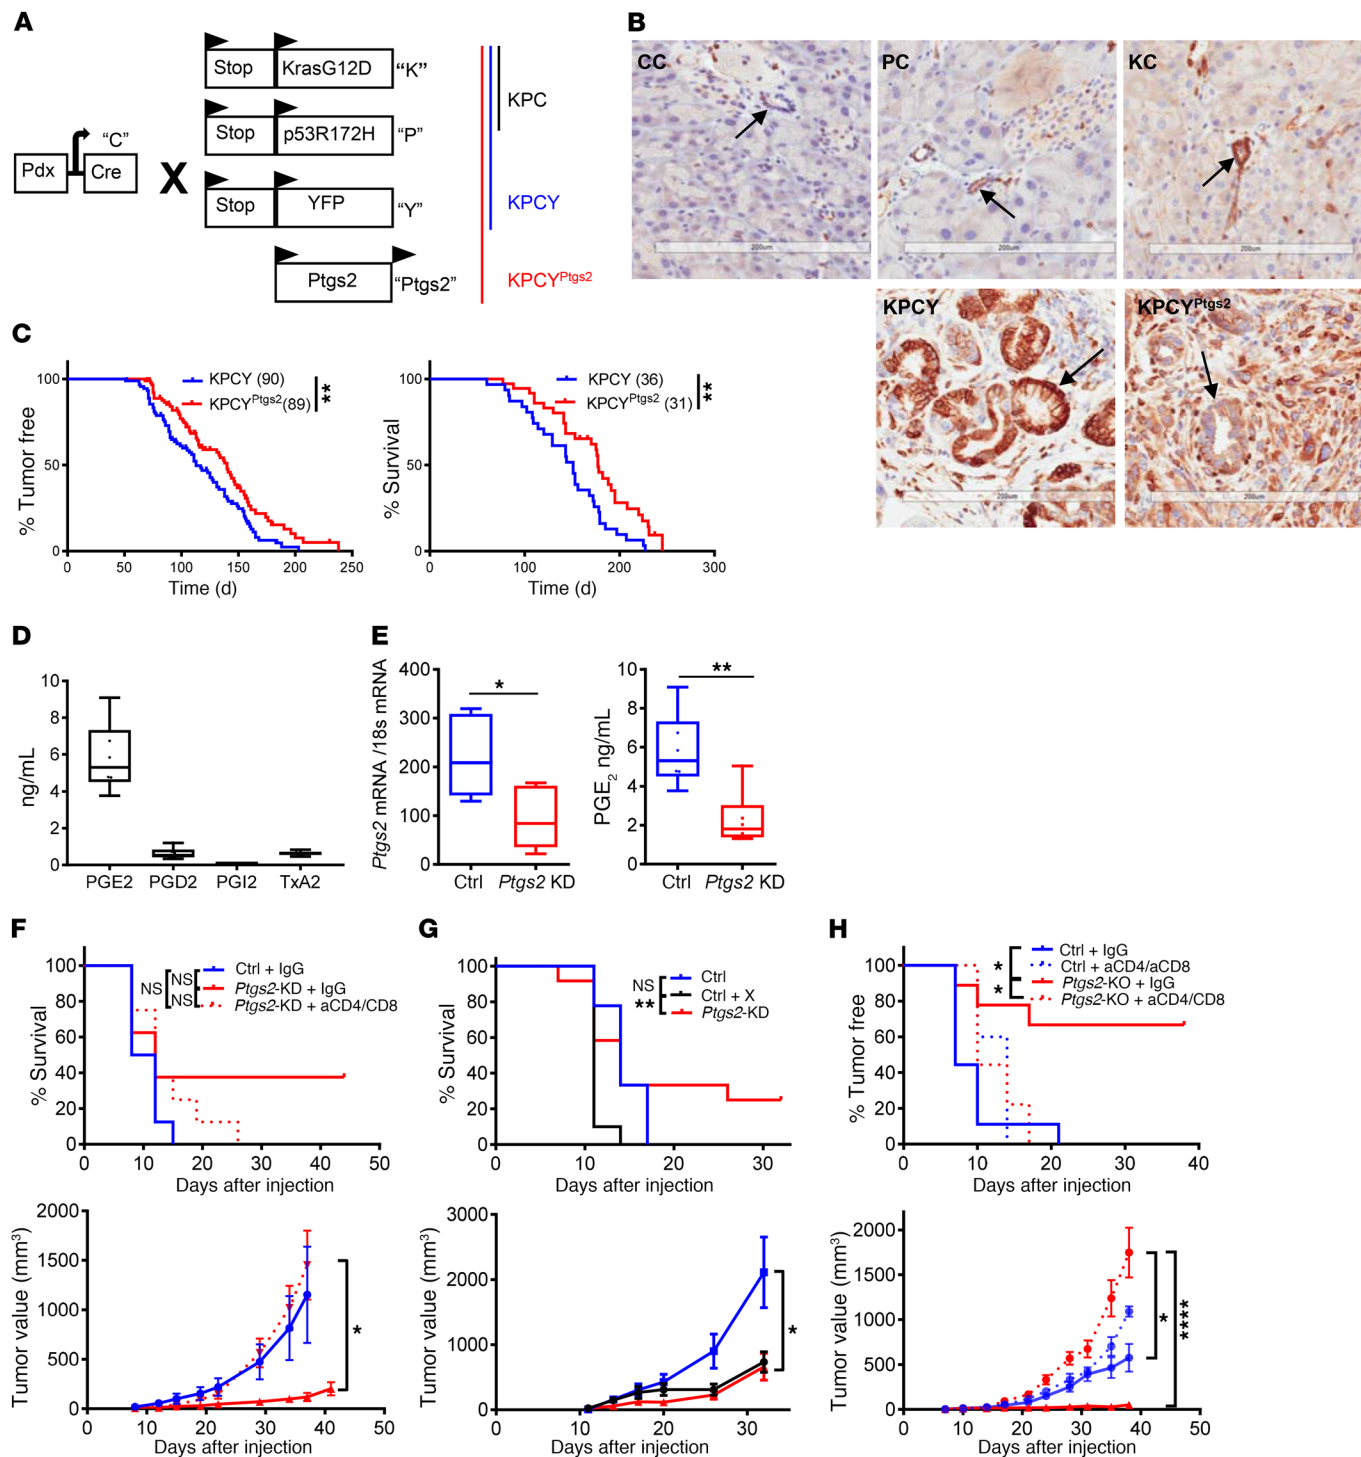 A
Stop
KrasG12D
“K”
Stop
p53R172H
“P”
“C”
Pdx
Cre
X
Stop
YFP
“Y”
Ptgs2
“Ptgs2”
KPC
KPCY
KPCYPtgs2
B
CC
200um
PC
200um
KC
200um
KPCY
200um
KPCYPtgs2
200um
C
% Tumor free
100
50
0
KPCY (90)
KPCYPtgs2(89)
**
0 50 100 150 200 250
Time (d)
% Survival
100
50
0
KPCY (36)
KPCYPtgs2 (31)
**
0 100 200 300
Time (d)
D
ng/mL
10
8
6
4
2
0
PGE2 PGD2 PGI2 TxA2
E
Ptgs2 mRNA /18s mRNA
400
300
200
100
0
*
Ctrl Ptgs2 KD
PGE2 ng/mL
10
8
6
4
2
0
**
Ctrl Ptgs2 KD
F
% Survival
100
80
60
40
20
0
NS
NS
NS
Ctrl + IgG
Ptgs2-KD + IgG
Ptgs2-KD + aCD4/CD8
0 10 20 30 40 50
Days after injection
Tumor value (mm3)
2000
1500
1000
500
0
*
0 10 20 30 40 50
Days after injection
G
% Survival
100
80
60
40
20
0
NS
**
Ctrl
Ctrl + X
Ptgs2-KD
0 10 20 30
Days after injection
Tumor value (mm3)
3000
2000
1000
0
*
0 10 20 30
Days after injection
H
% Tumor free
100
80
60
40
20
0
*
*
Ctrl + IgG
Ctrl + aCD4/aCD8
Ptgs2-KO + IgG
Ptgs2-KO + aCD4/CD8
0 10 20 30 40
Days after injection
Tumor value (mm3)
2000
1500
1000
500
0
*
****
0 10 20 30 40 50
Days after injection